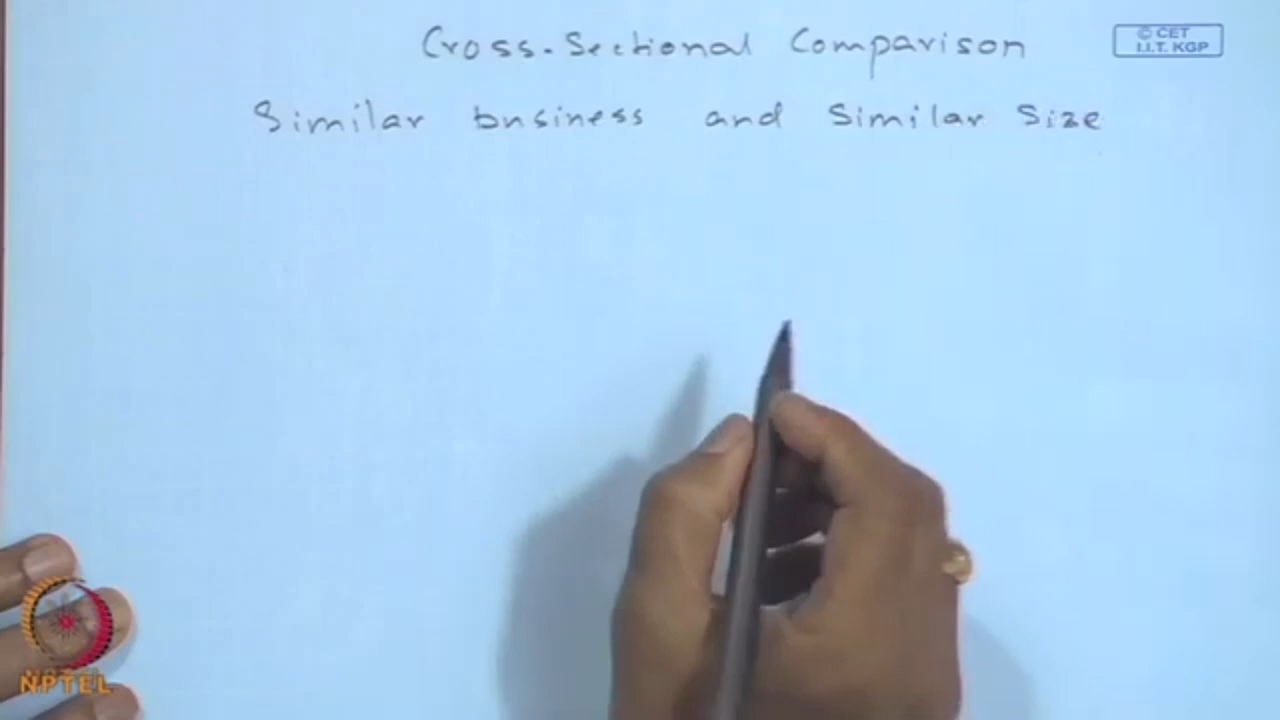 Cross-Sectional Comparison
© CET
I.I.T. KGP
Similar business and Similar Size
NPTEL